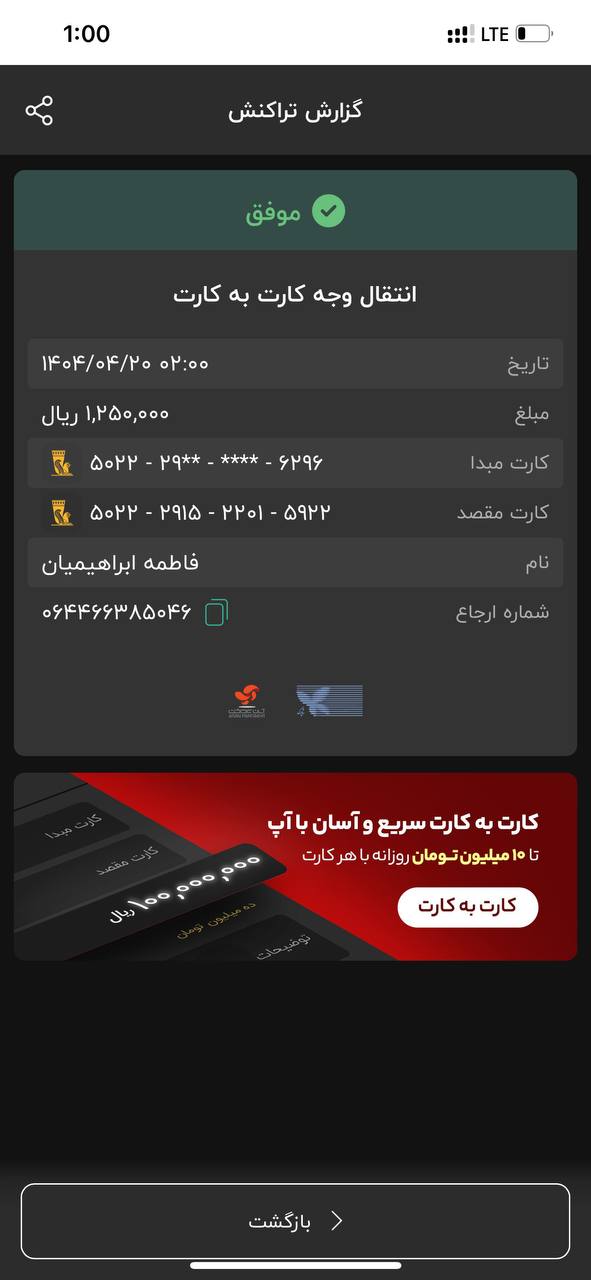 1:00 LTE
گزارش تراکنش
موفق
انتقال وجه کارت به کارت
تاریخ ۱۴۰۴/۰۴/۲۰ ۰۲:۰۰
مبلغ ۱,۲۵۰,۰۰۰ ریال
کارت مبدا ۵۰۲۲ - ۲۹** - **** - ۶۲۹۶
کارت مقصد ۵۰۲۲ - ۲۹۱۵ - ۲۲۰۱ - ۵۹۲۲
نام فاطمه ابراهیمیان
شماره ارجاع ۰۶۴۴۶۶۳۸۵۰۴۶
کارت به کارت سریع و آسان با آپ
تا ۱۰ میلیون تومان روزانه با هر کارت
کارت به کارت
کارت مبدا
کارت مقصد
۱۰۰,۰۰۰,۰۰۰ ریال
ده میلیون تومان
توضیحات
بازگشت